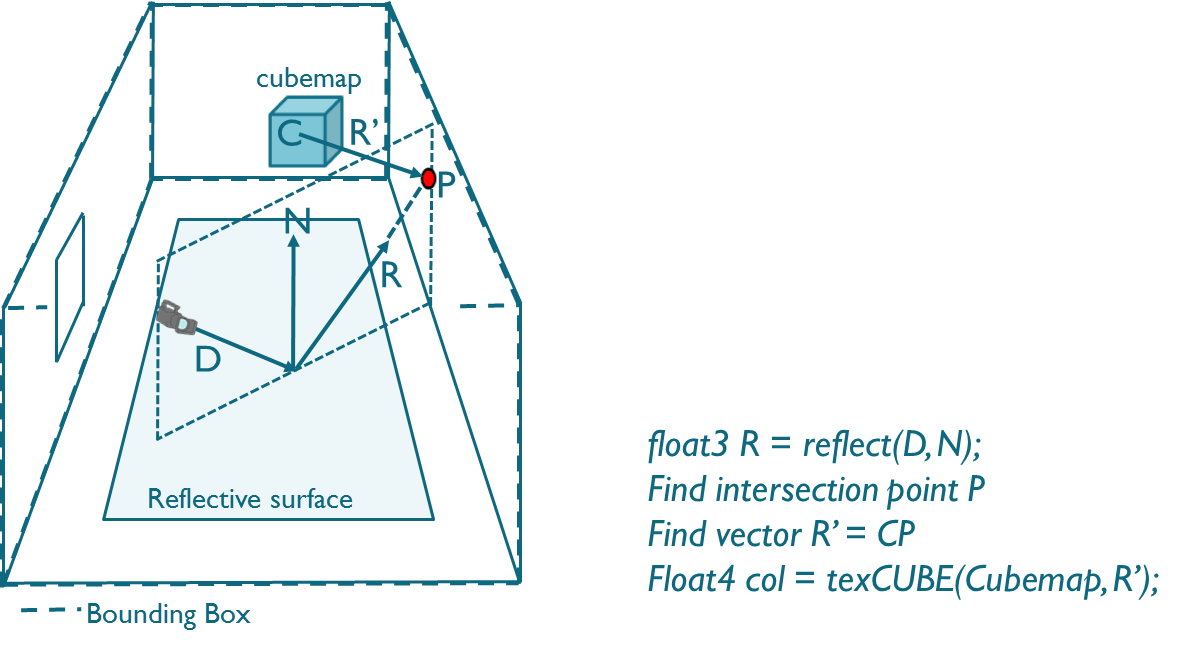 cubemap
C
R’
P
N
R
D
Reflective surface
Bounding Box
float3 R = reflect(D, N);
Find intersection point P
Find vector R’ = CP
Float4 col = texCUBE(Cubemap, R’);